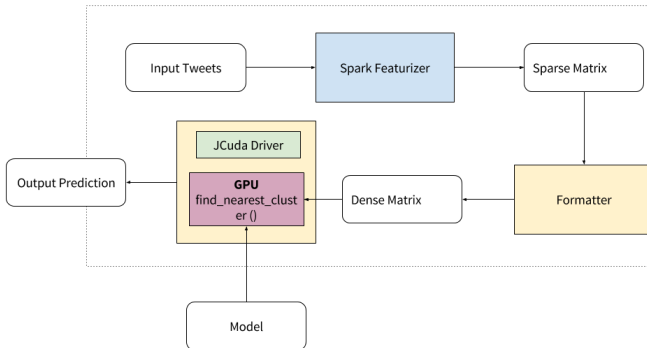 Input Tweets
Spark Featurizer
Sparse Matrix
JCuda Driver
Output Prediction
GPU
find_nearest_clust
er ()
Dense Matrix
Formatter
Model